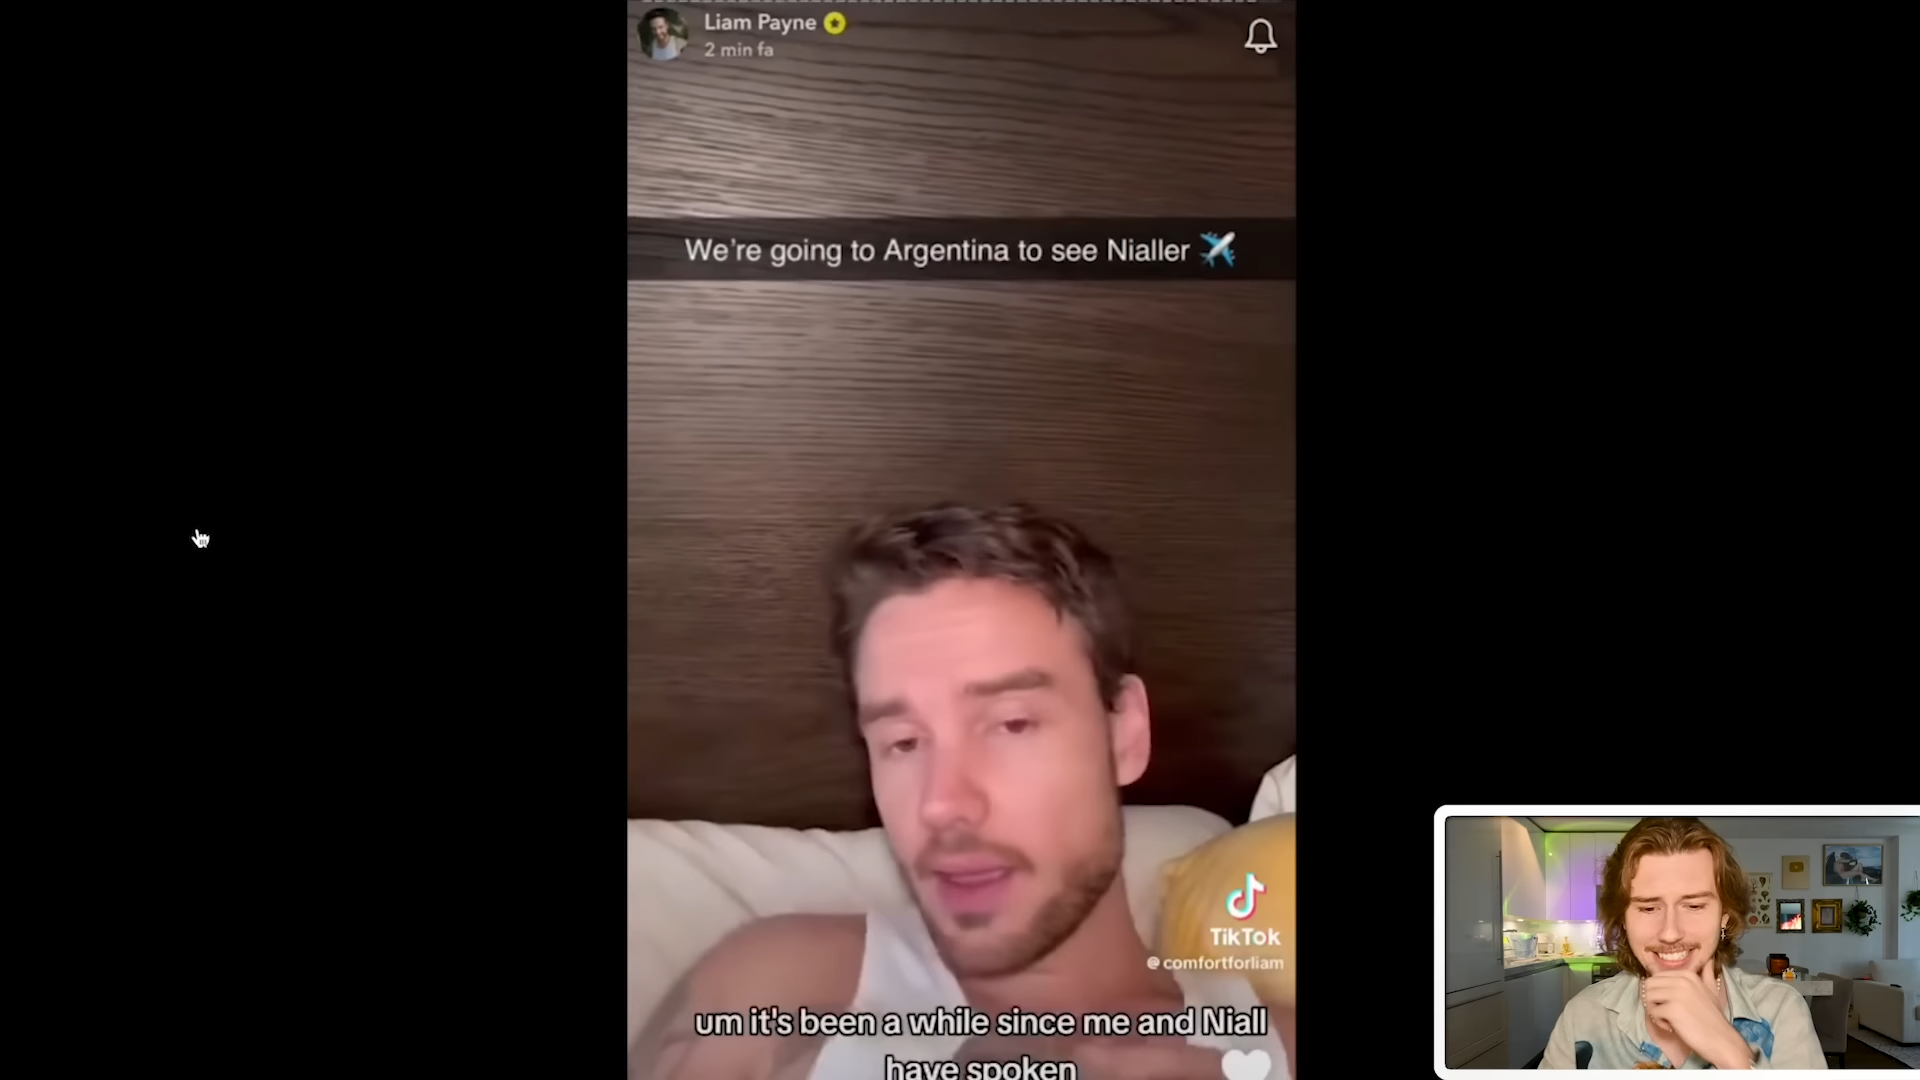 Liam Payne
2 min fa
We're going to Argentina to see Nialler
TikTok
@comfortforliam
um it's been a while since me and Niall
have spoken